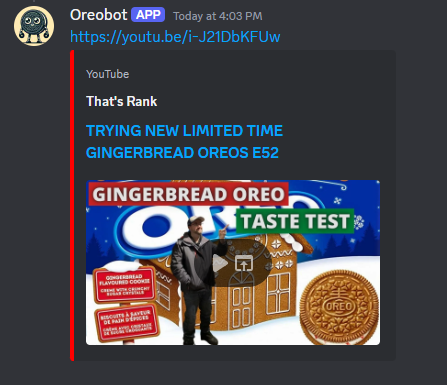 Oreobot APP Today at 4:03 PM
https://youtu.be/i-J21DbKFUw
YouTube
That's Rank
TRYING NEW LIMITED TIME
GINGERBREAD OREOS E52
GINGERBREAD OREO
TASTE TEST
OREO
GINGERBREAD
FLAVOURED COOKIE
CREME WITH CRUNCHY
SUGAR CRYSTALS
BISCUITS À SAVEUR
DE PAIN D'ÉPICES
CRÈME AVEC CRISTAUX
DE SUCRE CROQUANTS
OREO